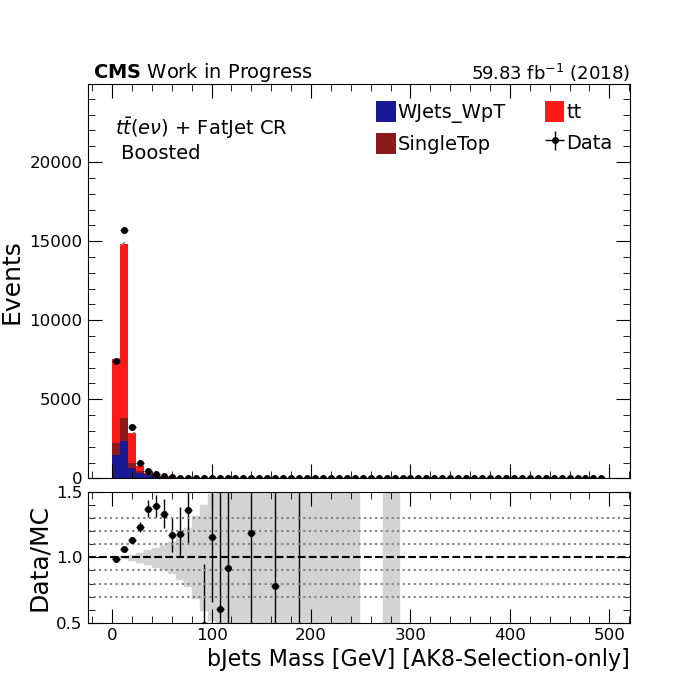 CMS Work in Progress 59.83 fb⁻¹ (2018)
tt̄(eν) + FatJet CR
Boosted
WJets_WpT tt
SingleTop Data
Events
20000
15000
10000
5000
0
Data/MC
1.5
1.0
0.5
0 100 200 300 400 500
bJets Mass [GeV] [AK8-Selection-only]